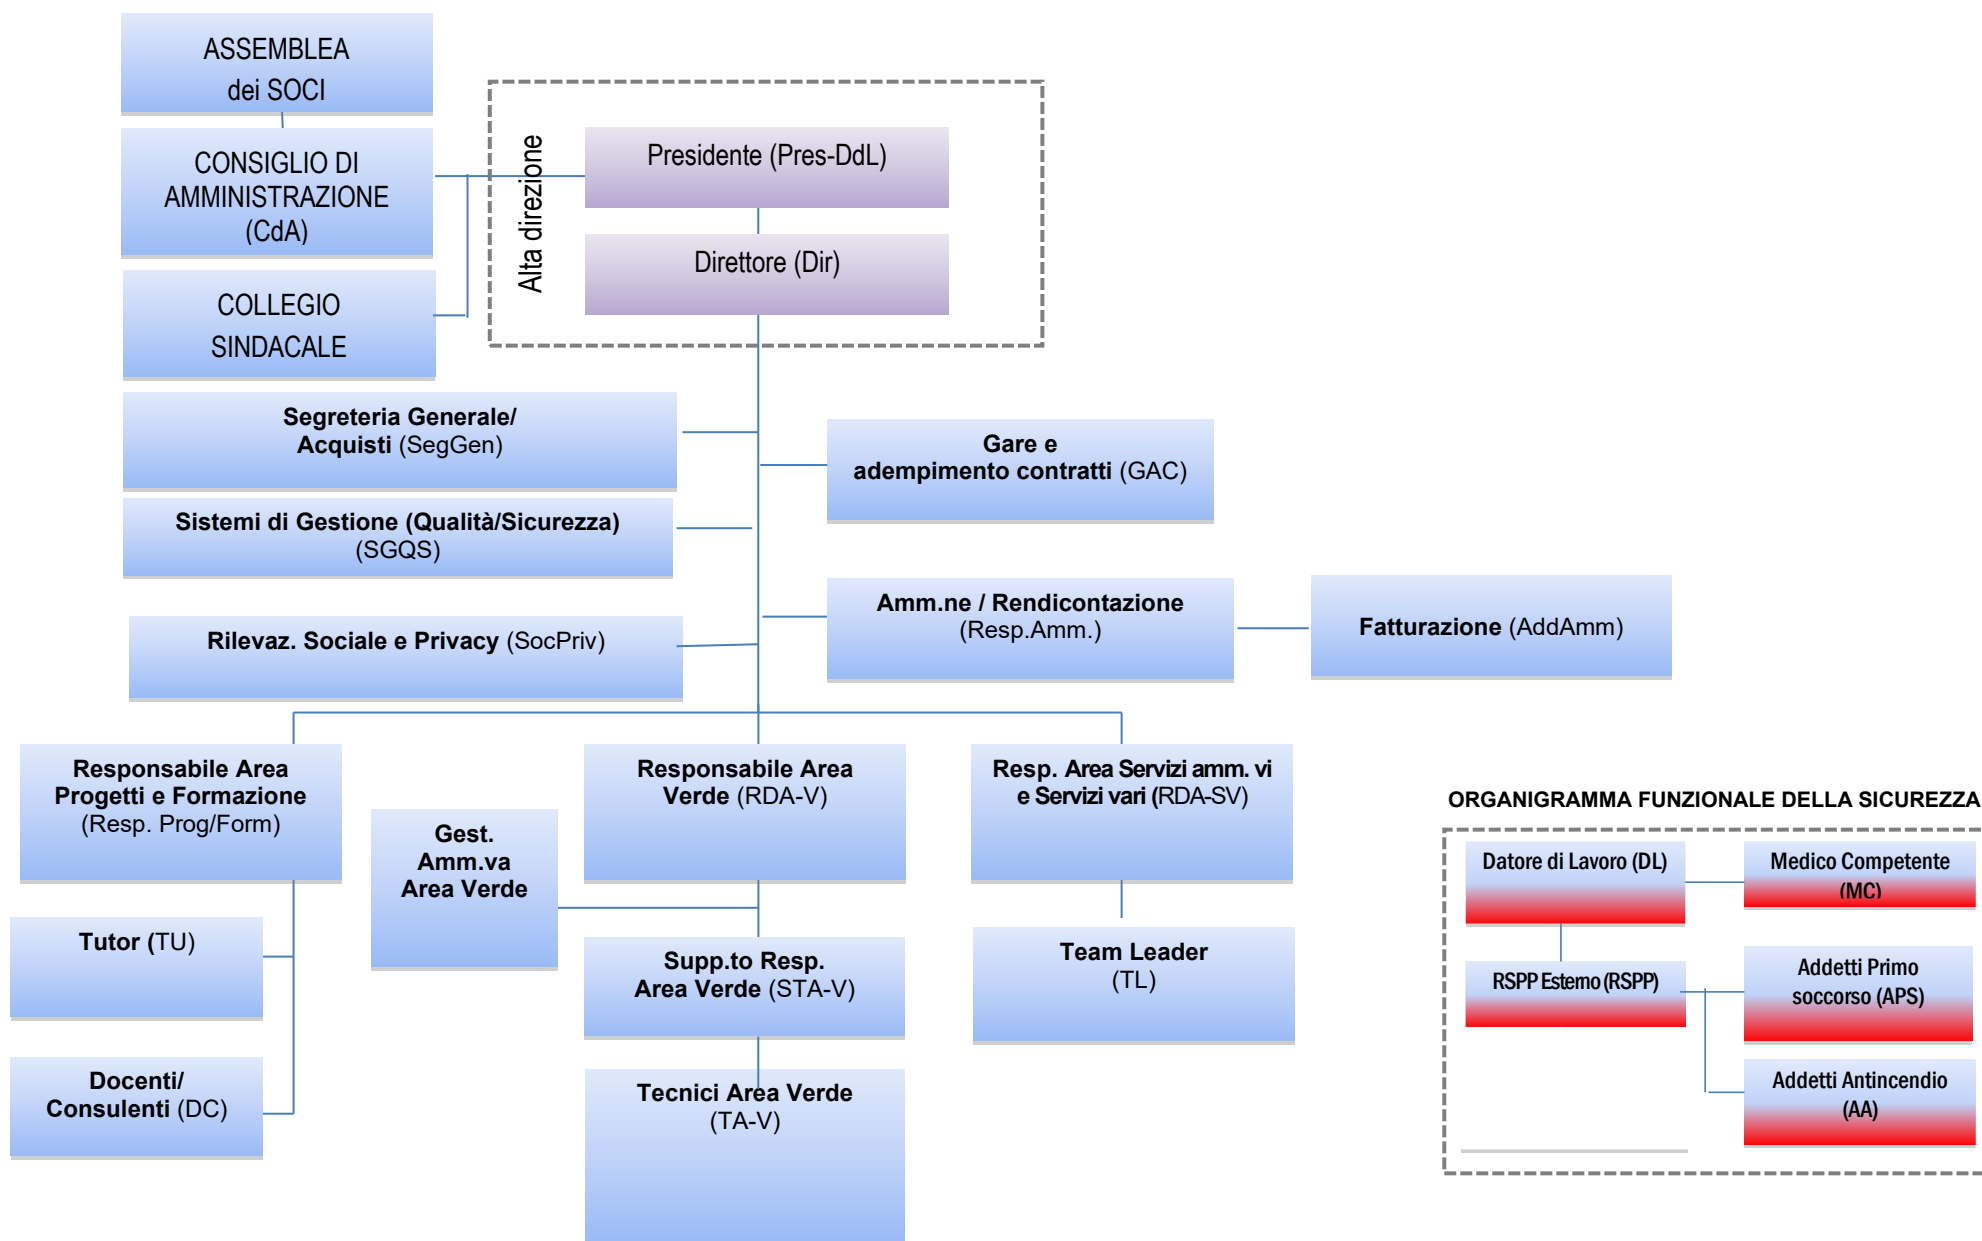 ASSEMBLEA
dei SOCI
CONSIGLIO DI
AMMINISTRAZIONE
(CdA)
COLLEGIO
SINDACALE
Alta direzione
Presidente (Pres-DdL)
Direttore (Dir)
Segreteria Generale/
Acquisti (SegGen)
Gare e
adempimento contratti (GAC)
Sistemi di Gestione (Qualità/Sicurezza)
(SGQS)
Amm.ne / Rendicontazione
(Resp.Amm.)
Fatturazione (AddAmm)
Rilevaz. Sociale e Privacy (SocPriv)
Responsabile Area
Progetti e Formazione
(Resp. Prog/Form)
Responsabile Area
Verde (RDA-V)
Resp. Area Servizi amm. vi
e Servizi vari (RDA-SV)
Gest.
Amm.va
Area Verde
Tutor (TU)
Supp.to Resp.
Area Verde (STA-V)
Team Leader
(TL)
Docenti/
Consulenti (DC)
Tecnici Area Verde
(TA-V)
ORGANIGRAMMA FUNZIONALE DELLA SICUREZZA
Datore di Lavoro (DL)
Medico Competente
(MC)
RSPP Esterno (RSPP)
Addetti Primo
soccorso (APS)
Addetti Antincendio
(AA)